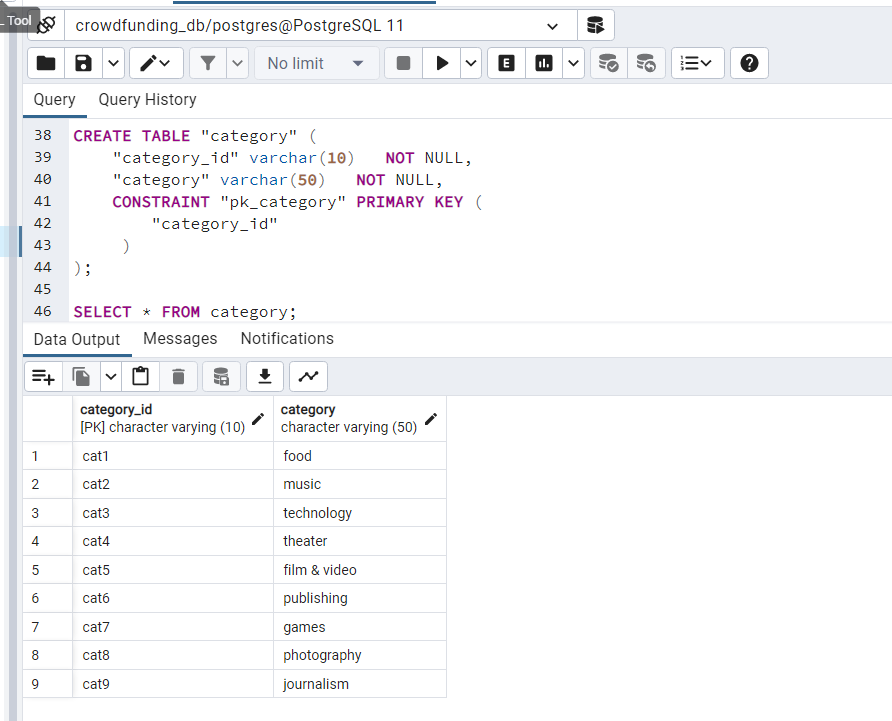 L Tool
crowdfunding_db/postgres@PostgreSQL 11
No limit
E
Query Query History
38 CREATE TABLE "category" (
39 "category_id" varchar(10) NOT NULL,
40 "category" varchar(50) NOT NULL,
41 CONSTRAINT "pk_category" PRIMARY KEY (
42 "category_id"
43 )
44 );
45
46 SELECT * FROM category;
Data Output Messages Notifications
category_id category
[PK] character varying (10) character varying (50)
1 cat1 food
2 cat2 music
3 cat3 technology
4 cat4 theater
5 cat5 film & video
6 cat6 publishing
7 cat7 games
8 cat8 photography
9 cat9 journalism